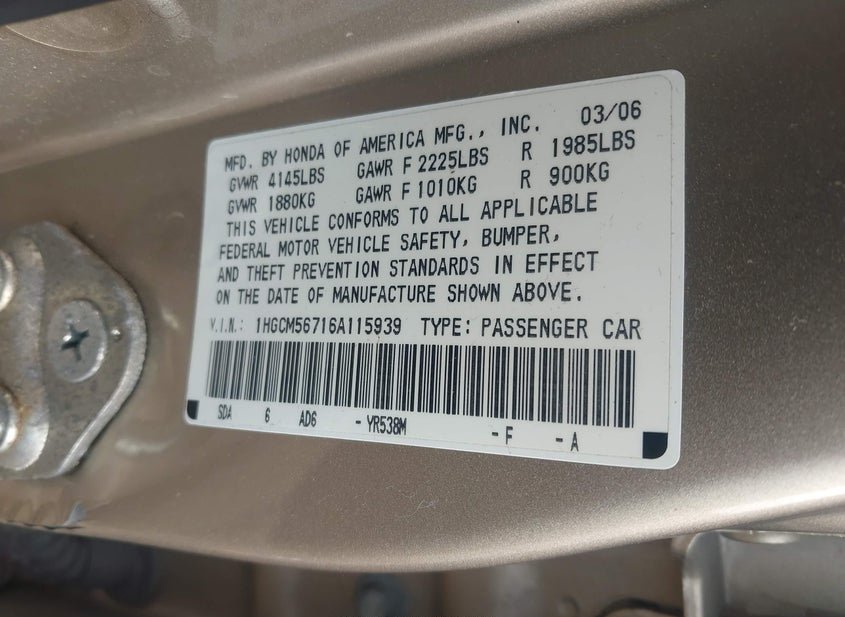 03/06
MFD. BY HONDA OF AMERICA MFG., INC.
GVWR 4145LBS GAWR F 2225LBS R 1985LBS
GVWR 1880KG GAWR F 1010KG R 900KG
THIS VEHICLE CONFORMS TO ALL APPLICABLE
FEDERAL MOTOR VEHICLE SAFETY, BUMPER,
AND THEFT PREVENTION STANDARDS IN EFFECT
ON THE DATE OF MANUFACTURE SHOWN ABOVE.
V.I.N.: 1HGCM56716A115939 TYPE: PASSENGER CAR
SDA 6 AD6 - YR538M - F - A